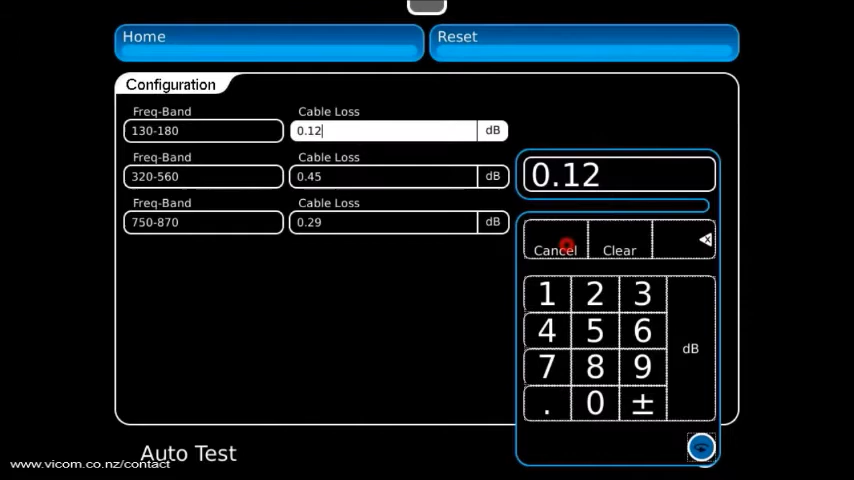 Home
Reset
Configuration
Freq-Band
Cable Loss
130-180
0.12
dB
Freq-Band
Cable Loss
320-560
0.45
dB
Freq-Band
Cable Loss
750-870
0.29
dB
0.12
Cancel
Clear
x
1 2 3
4 5 6
7 8 9
. 0 ±
dB
Auto Test
www.vicom.co.nz/contact